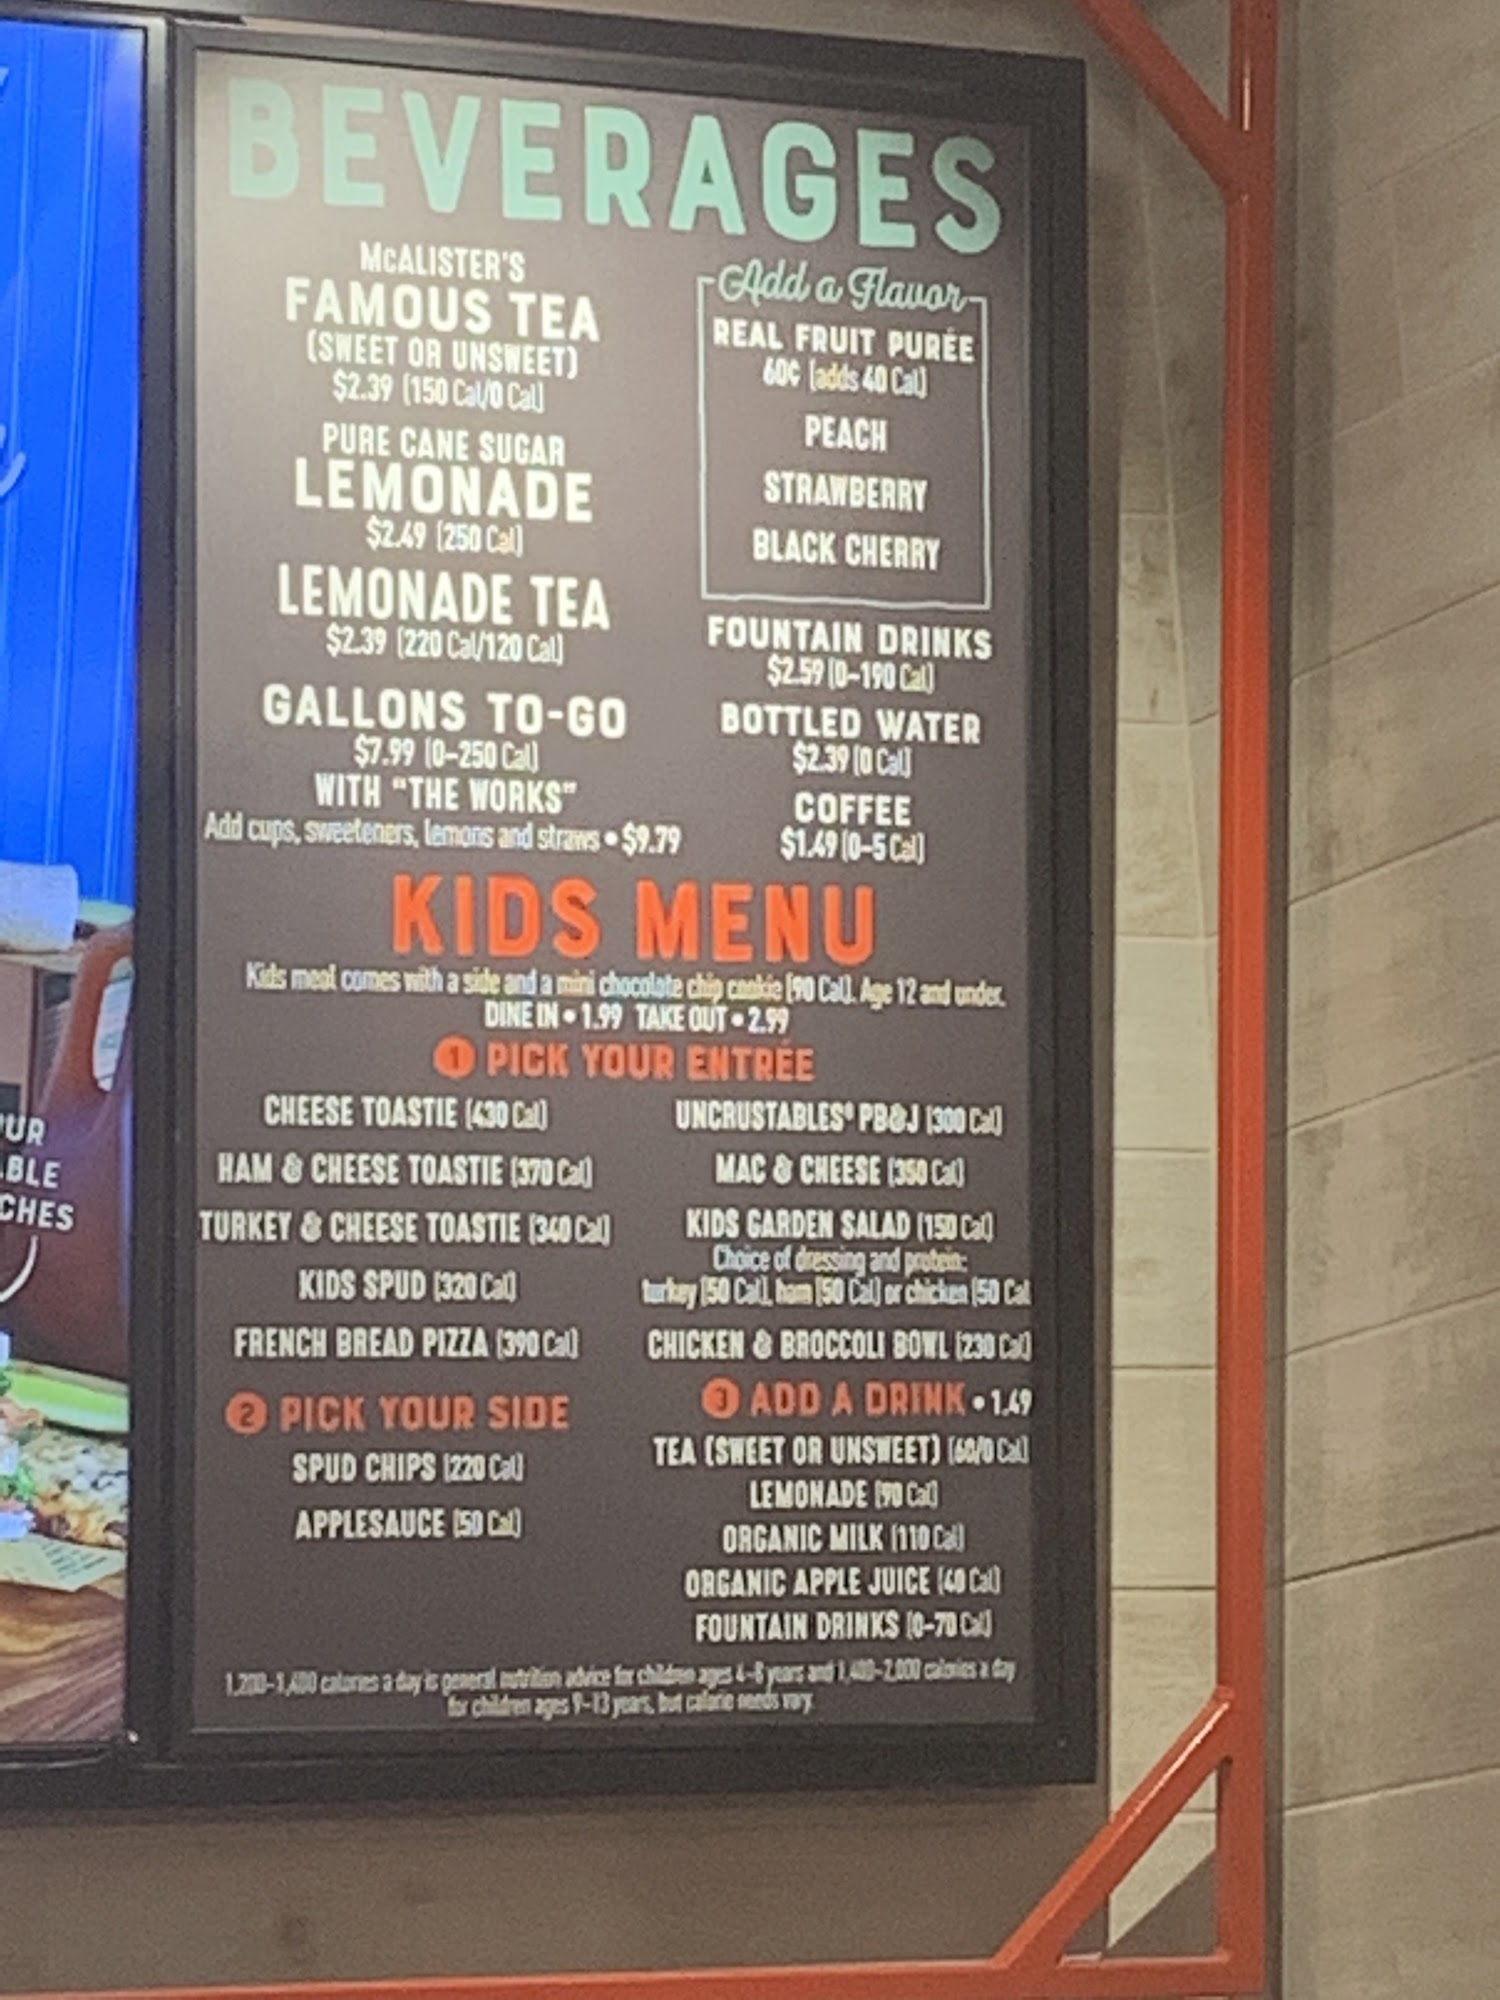 BEVERAGES
McALISTER'S
FAMOUS TEA
(SWEET OR UNSWEET)
$2.39 (150 Cal/0 Cal)
PURE CANE SUGAR
LEMONADE
$2.49 (250 Cal)
LEMONADE TEA
$2.39 (220 Cal/120 Cal)
GALLONS TO-GO
$7.99 (0-250 Cal)
WITH "THE WORKS"
Add cups, sweeteners, lemons and straws • $9.79
Add a Flavor
REAL FRUIT PURÉE
60¢ (adds 40 Cal)
PEACH
STRAWBERRY
BLACK CHERRY
FOUNTAIN DRINKS
$2.59 (0-190 Cal)
BOTTLED WATER
$2.39 (0 Cal)
COFFEE
$1.49 (0-5 Cal)
KIDS MENU
Kids meal comes with a side and a mini chocolate chip cookie (90 Cal). Age 12 and under.
DINE IN • 1.99 TAKE OUT • 2.99
1 PICK YOUR ENTRÉE
CHEESE TOASTIE (430 Cal)
HAM & CHEESE TOASTIE (370 Cal)
TURKEY & CHEESE TOASTIE (340 Cal)
KIDS SPUD (320 Cal)
FRENCH BREAD PIZZA (390 Cal)
UNCRUSTABLES® PB&J (300 Cal)
MAC & CHEESE (350 Cal)
KIDS GARDEN SALAD (150 Cal)
Choice of dressing and protein:
turkey (50 Cal), ham (50 Cal) or chicken (50 Cal
CHICKEN & BROCCOLI BOWL (230 Cal)
2 PICK YOUR SIDE
SPUD CHIPS (220 Cal)
APPLESAUCE (50 Cal)
3 ADD A DRINK • 1.49
TEA (SWEET OR UNSWEET) (60/0 Cal)
LEMONADE (90 Cal)
ORGANIC MILK (110 Cal)
ORGANIC APPLE JUICE (40 Cal)
FOUNTAIN DRINKS (0-70 Cal)
1,200-1,400 calories a day is general nutrition advice for children ages 4-8 years and 1,400-2,000 calories a day
for children ages 9-13 years, but calorie needs vary.
UR
BLE
CHES